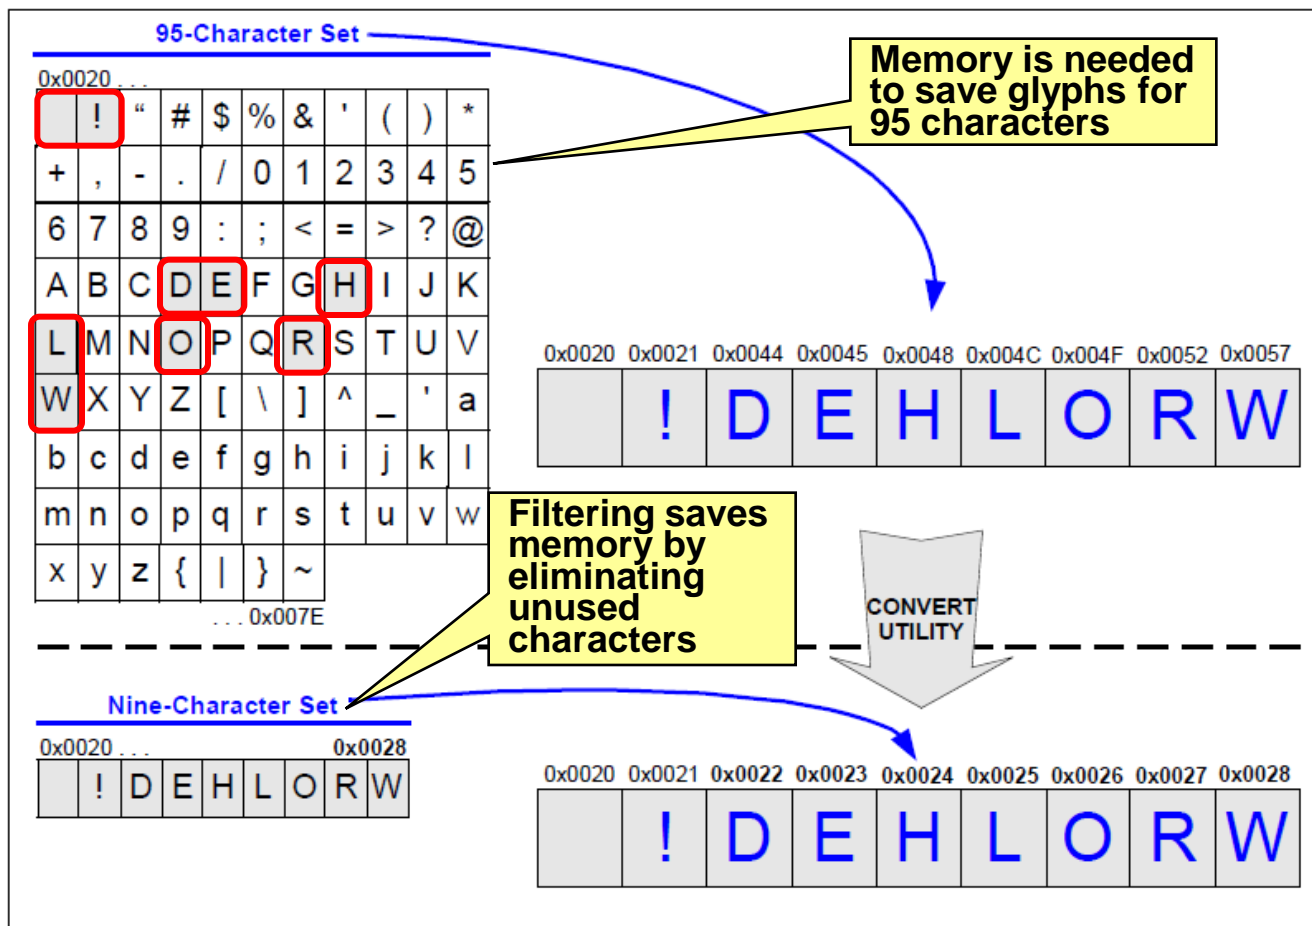 95-Character Set
Memory is needed
to save glyphs for
95 characters
0x0020 . . .
! “ # $ % & ' ( ) *
+ , - . / 0 1 2 3 4 5
6 7 8 9 : ; < = > ? @
A B C D E F G H I J K
L M N O P Q R S T U V
W X Y Z [ \ ] ^ _ ' a
b c d e f g h i j k l
m n o p q r s t u v w
x y z { | } ~
. . . 0x007E
0x0020 0x0021 0x0044 0x0045 0x0048 0x004C 0x004F 0x0052 0x0057
! D E H L O R W
Filtering saves
memory by
eliminating
unused
characters
CONVERT
UTILITY
Nine-Character Set
0x0020 . . . 0x0028
! D E H L O R W
0x0020 0x0021 0x0022 0x0023 0x0024 0x0025 0x0026 0x0027 0x0028
! D E H L O R W